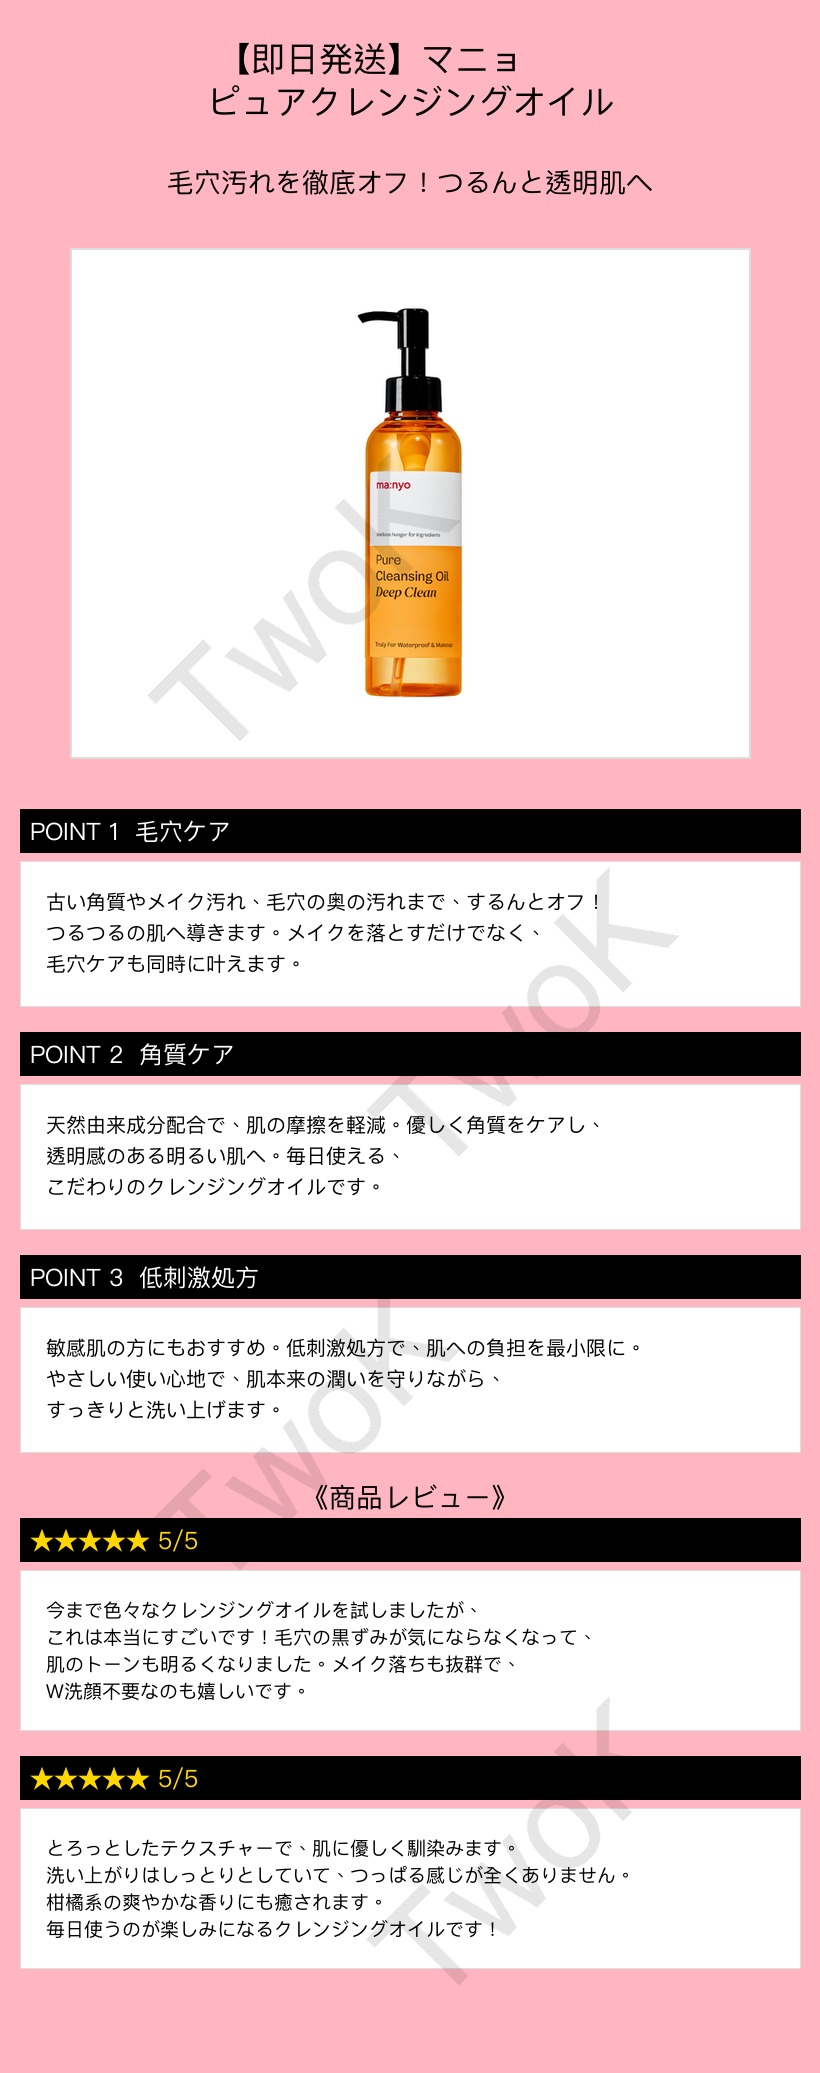 【即日発送】マニョ
ピュアクレンジングオイル
毛穴汚れを徹底オフ！つるんと透明肌へ
ma:nyo
endless hunger for ingredients
Pure
Cleansing Oil
Deep Clean
Truly For Waterproof & Makeup
TwoK
POINT 1 毛穴ケア
古い角質やメイク汚れ、毛穴の奥の汚れまで、するんとオフ！
つるつるの肌へ導きます。メイクを落とすだけでなく、
毛穴ケアも同時に叶えます。
TwoK
POINT 2 角質ケア
天然由来成分配合で、肌の摩擦を軽減。優しく角質をケアし、
透明感のある明るい肌へ。毎日使える、
こだわりのクレンジングオイルです。
POINT 3 低刺激処方
敏感肌の方にもおすすめ。低刺激処方で、肌への負担を最小限に。
やさしい使い心地で、肌本来の潤いを守りながら、
すっきりと洗い上げます。
TwoK
《商品レビュー》
★★★★★ 5/5
今まで色々なクレンジングオイルを試しましたが、
これは本当にすごいです！毛穴の黒ずみが気にならなくなって、
肌のトーンも明るくなりました。メイク落ちも抜群で、
W洗顔不要なのも嬉しいです。
★★★★★ 5/5
とろっとしたテクスチャーで、肌に優しく馴染みます。
洗い上がりはしっとりとしていて、つっぱる感じが全くありません。
柑橘系の爽やかな香りにも癒されます。
毎日使うのが楽しみになるクレンジングオイルです！
TwoK